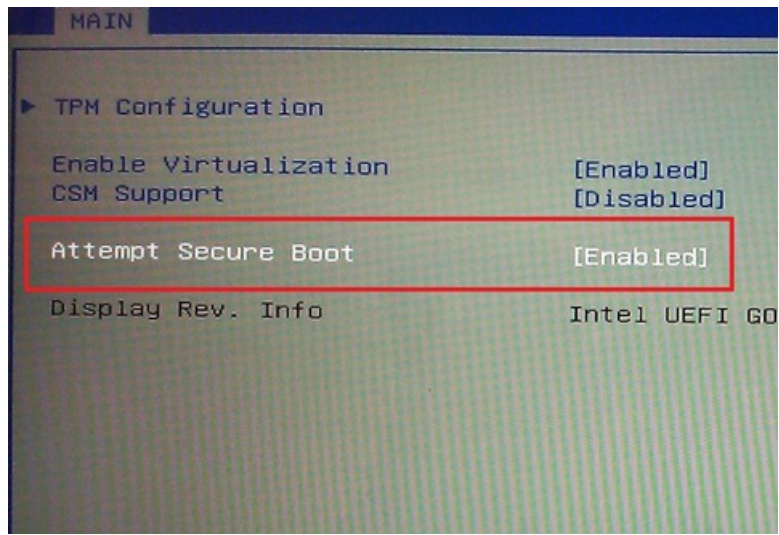 MAIN
TPM Configuration
Enable Virtualization [Enabled]
CSM Support [Disabled]
Attempt Secure Boot [Enabled]
Display Rev. Info Intel UEFI GO